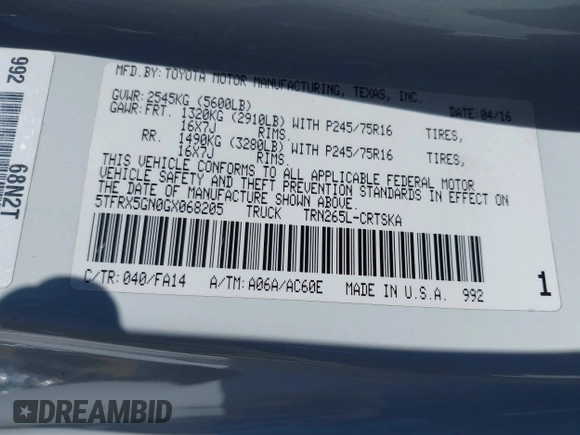 MFD.BY:TOYOTA MOTOR MANUFACTURING, TEXAS, INC.
GVWR:2545KG (5600LB) DATE:04/16
GAWR:FRT. 1320KG (2910LB) WITH P245/75R16 TIRES,
16X7J RIMS.
RR. 1490KG (3280LB) WITH P245/75R16 TIRES,
16X7J RIMS.
THIS VEHICLE CONFORMS TO ALL APPLICABLE FEDERAL MOTOR
VEHICLE SAFETY AND THEFT PREVENTION STANDARDS IN EFFECT ON
THE DATE OF MANUFACTURE SHOWN ABOVE.
5TFRX5GN0GX068205 TRUCK TRN265L-CRTSKA
C/TR:040/FA14 A/TM:A06A/AC60E MADE IN U.S.A. 992
1
992
68N2T
DREAMBID